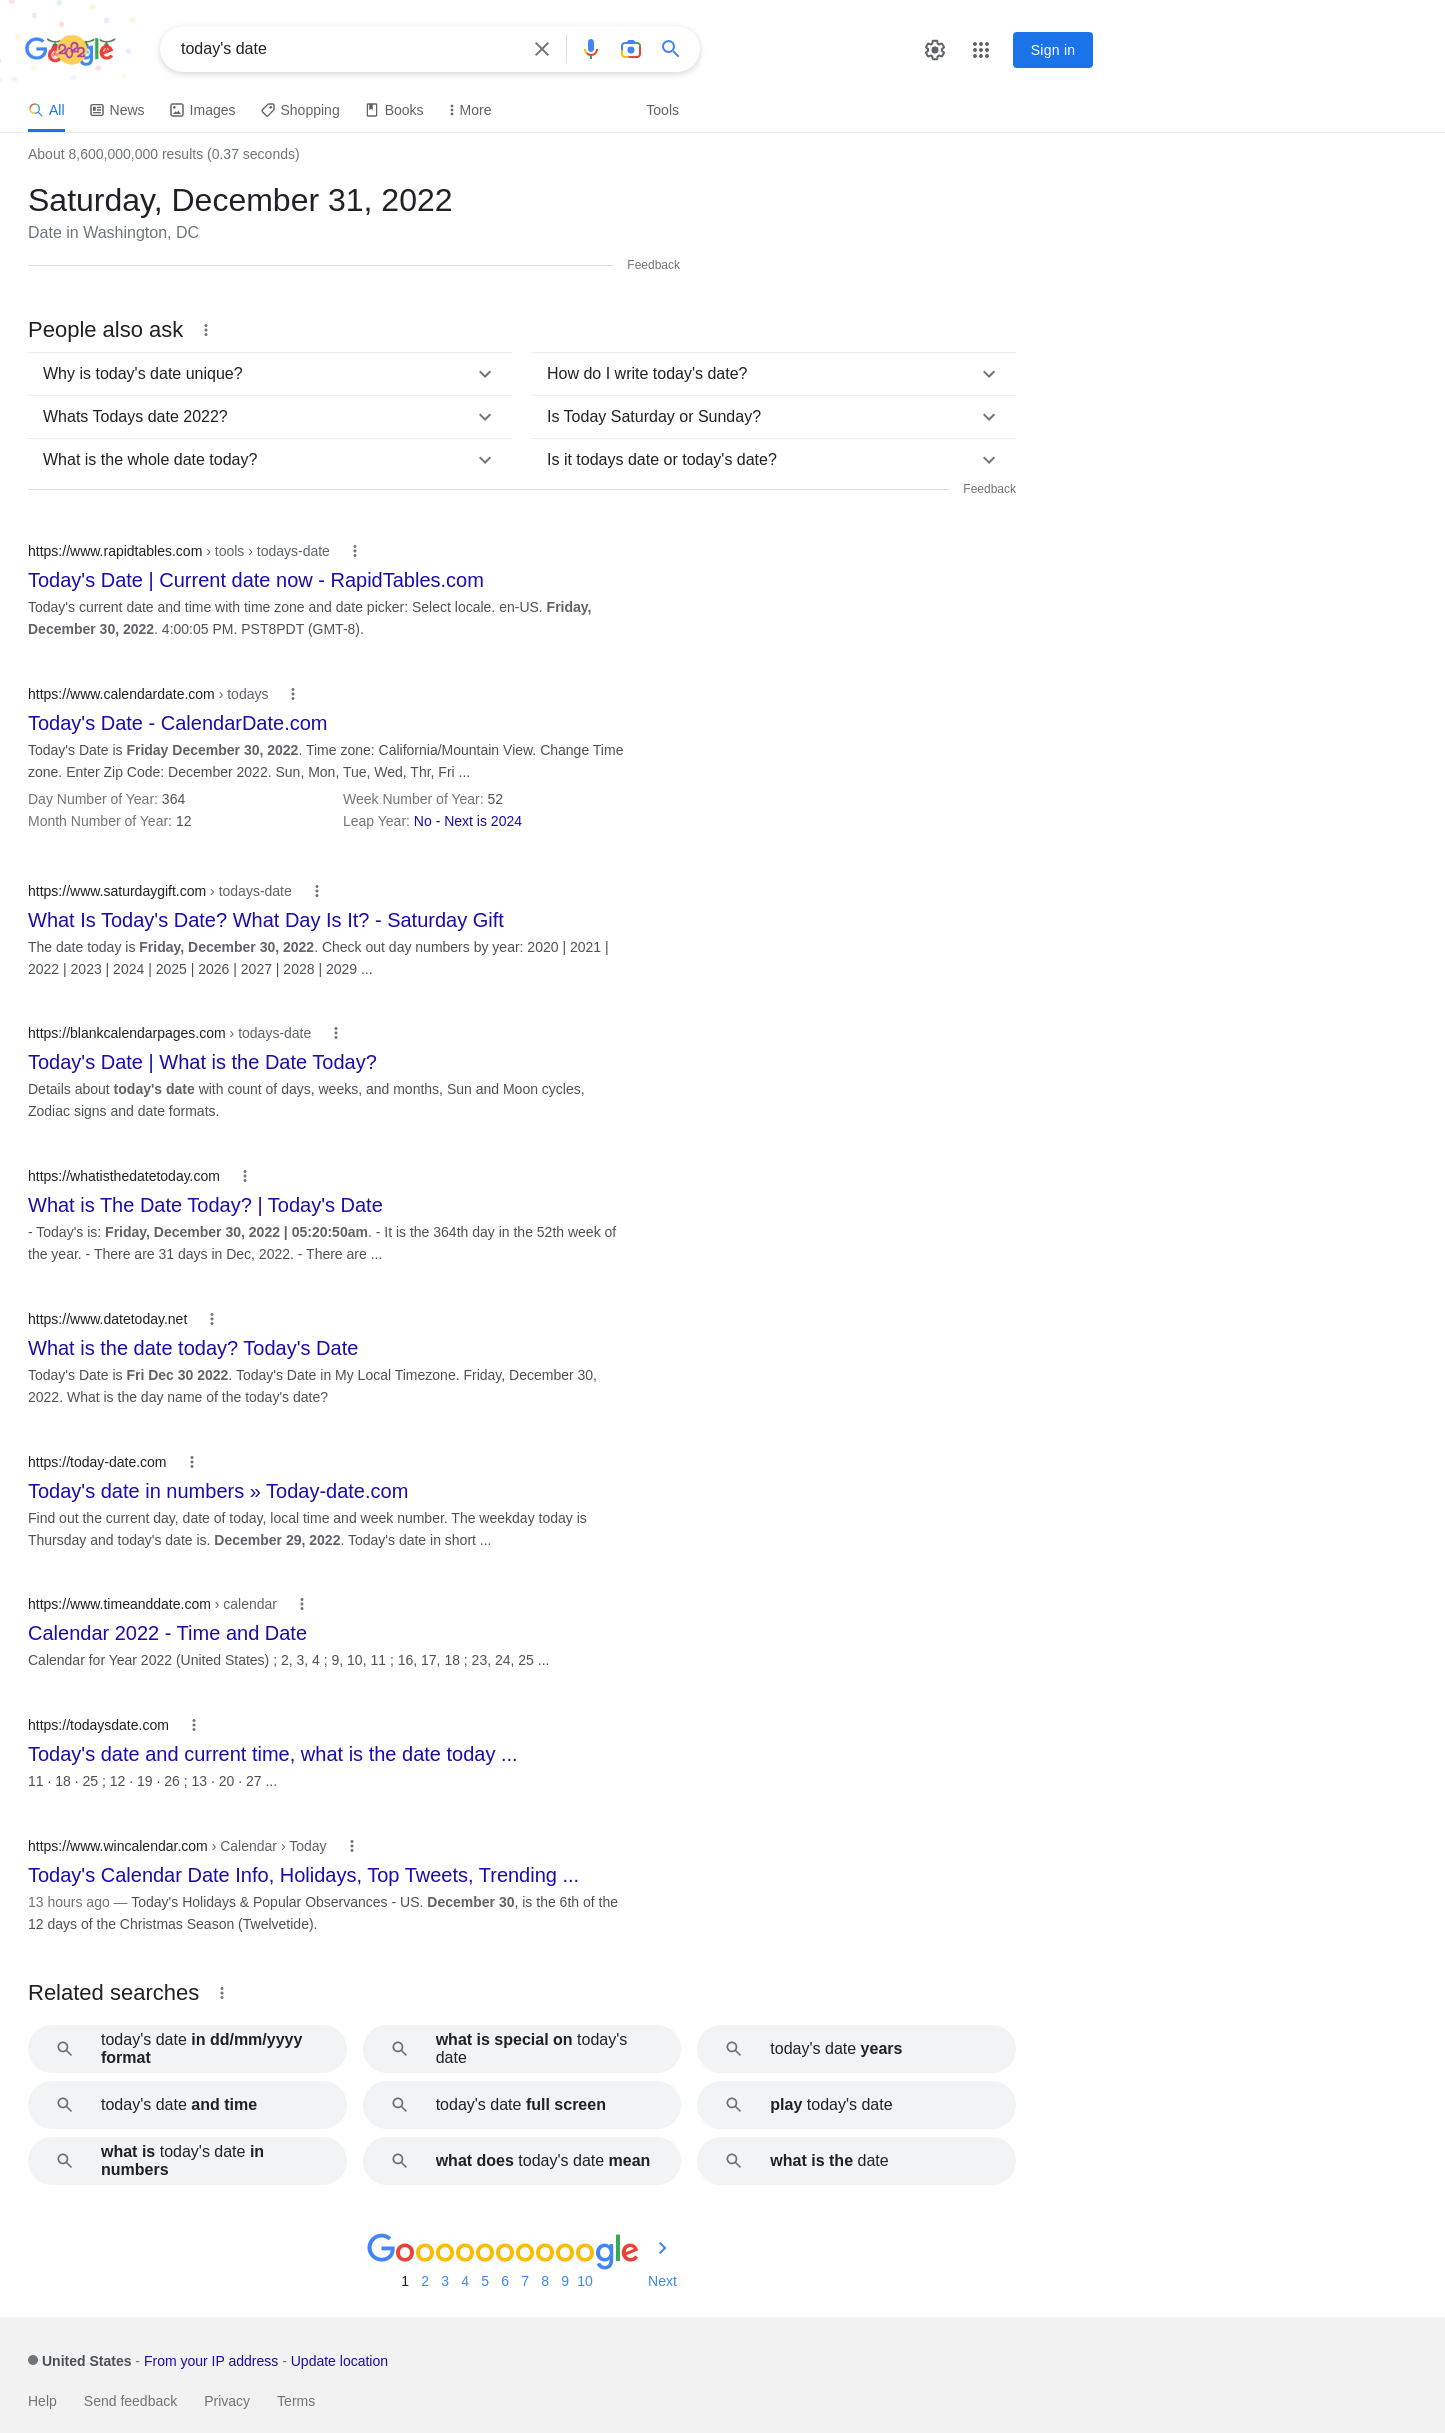 Google 2022
today's date
Sign in
All News Images Shopping Books More Tools
About 8,600,000,000 results (0.37 seconds)
Saturday, December 31, 2022
Date in Washington, DC
Feedback
People also ask
Why is today's date unique? How do I write today's date?
Whats Todays date 2022? Is Today Saturday or Sunday?
What is the whole date today? Is it todays date or today's date?
Feedback
https://www.rapidtables.com › tools › todays-date
Today's Date | Current date now - RapidTables.com
Today's current date and time with time zone and date picker: Select locale. en-US. Friday,
December 30, 2022. 4:00:05 PM. PST8PDT (GMT-8).
https://www.calendardate.com › todays
Today's Date - CalendarDate.com
Today's Date is Friday December 30, 2022. Time zone: California/Mountain View. Change Time
zone. Enter Zip Code: December 2022. Sun, Mon, Tue, Wed, Thr, Fri ...
Day Number of Year: 364 Week Number of Year: 52
Month Number of Year: 12 Leap Year: No - Next is 2024
https://www.saturdaygift.com › todays-date
What Is Today's Date? What Day Is It? - Saturday Gift
The date today is Friday, December 30, 2022. Check out day numbers by year: 2020 | 2021 |
2022 | 2023 | 2024 | 2025 | 2026 | 2027 | 2028 | 2029 ...
https://blankcalendarpages.com › todays-date
Today's Date | What is the Date Today?
Details about today's date with count of days, weeks, and months, Sun and Moon cycles,
Zodiac signs and date formats.
https://whatisthedatetoday.com
What is The Date Today? | Today's Date
- Today's is: Friday, December 30, 2022 | 05:20:50am. - It is the 364th day in the 52th week of
the year. - There are 31 days in Dec, 2022. - There are ...
https://www.datetoday.net
What is the date today? Today's Date
Today's Date is Fri Dec 30 2022. Today's Date in My Local Timezone. Friday, December 30,
2022. What is the day name of the today's date?
https://today-date.com
Today's date in numbers » Today-date.com
Find out the current day, date of today, local time and week number. The weekday today is
Thursday and today's date is. December 29, 2022. Today's date in short ...
https://www.timeanddate.com › calendar
Calendar 2022 - Time and Date
Calendar for Year 2022 (United States) ; 2, 3, 4 ; 9, 10, 11 ; 16, 17, 18 ; 23, 24, 25 ...
https://todaysdate.com
Today's date and current time, what is the date today ...
11 · 18 · 25 ; 12 · 19 · 26 ; 13 · 20 · 27 ...
https://www.wincalendar.com › Calendar › Today
Today's Calendar Date Info, Holidays, Top Tweets, Trending ...
13 hours ago — Today's Holidays & Popular Observances - US. December 30, is the 6th of the
12 days of the Christmas Season (Twelvetide).
Related searches
today's date in dd/mm/yyyy
format
what is special on today's
date
today's date years
today's date and time today's date full screen play today's date
what is today's date in
numbers
what does today's date mean
what is the date
Goooooooooogle
1 2 3 4 5 6 7 8 9 10 Next
United States - From your IP address - Update location
Help Send feedback Privacy Terms